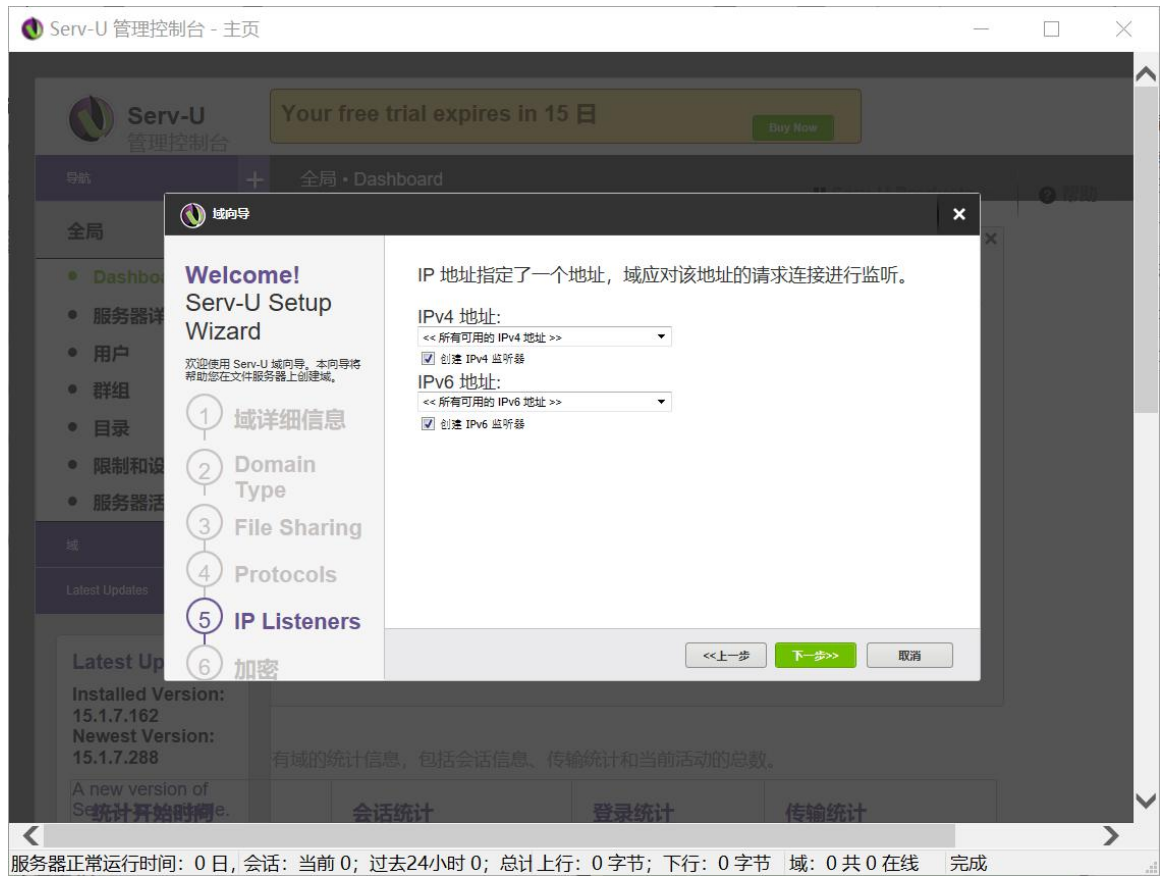 Serv-U 管理控制台 - 主页
Serv-U
管理控制台
Your free trial expires in 15 日
Buy Now
导航
+
全局 • Dashboard
帮助
全局
Dashbo
服务器详
用户
群组
目录
限制和设
服务器活
域
Latest Updates
Latest Up
Installed Version:
15.1.7.162
Newest Version:
15.1.7.288
A new version of
域向导
Welcome!
Serv-U Setup
Wizard
欢迎使用 Serv-U 域向导。本向导将
帮助您在文件服务器上创建域。
1 域详细信息
2 Domain
Type
3 File Sharing
4 Protocols
5 IP Listeners
6 加密
IP 地址指定了一个地址，域应对该地址的请求连接进行监听。
IPv4 地址:
<< 所有可用的 IPv4 地址 >>
创建 IPv4 监听器
IPv6 地址:
<< 所有可用的 IPv6 地址 >>
创建 IPv6 监听器
<<上一步
下一步>>
取消
有域的统计信息，包括会话信息、传输统计和当前活动的总数。
统计开始时间
会话统计
登录统计
传输统计
服务器正常运行时间: 0 日, 会话: 当前 0; 过去24小时 0; 总计上行: 0 字节; 下行: 0 字节 域: 0 共 0 在线 完成